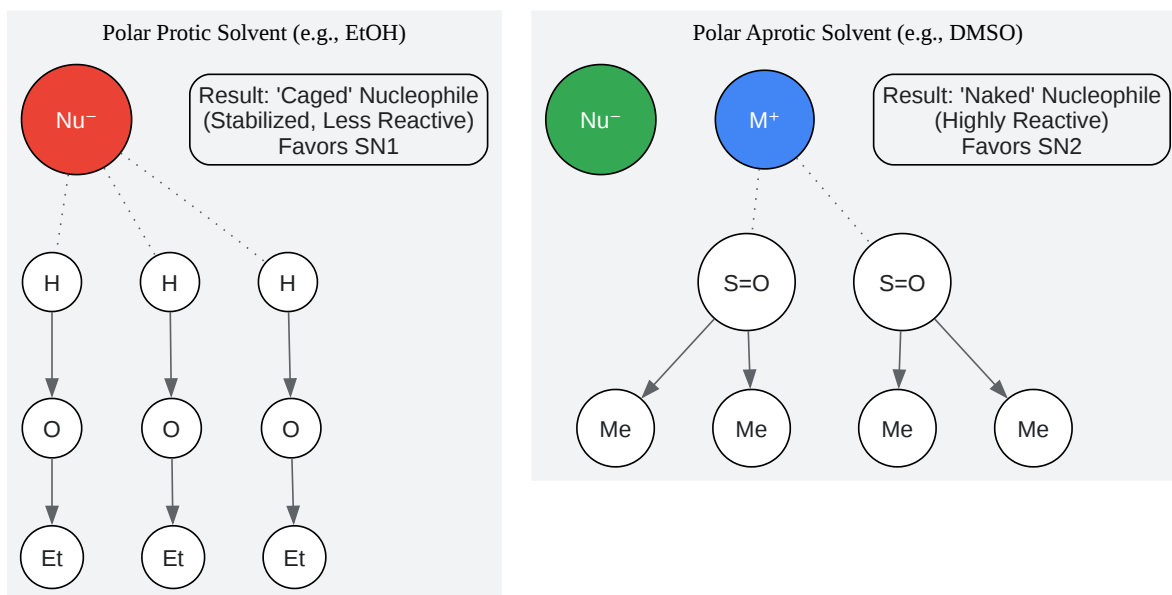 Polar Protic Solvent (e.g., EtOH)
Nu⁻
Result: 'Caged' Nucleophile
(Stabilized, Less Reactive)
Favors SN1
H
H
H
O
O
O
Et
Et
Et
Polar Aprotic Solvent (e.g., DMSO)
Nu⁻
M⁺
Result: 'Naked' Nucleophile
(Highly Reactive)
Favors SN2
S=O
S=O
Me
Me
Me
Me